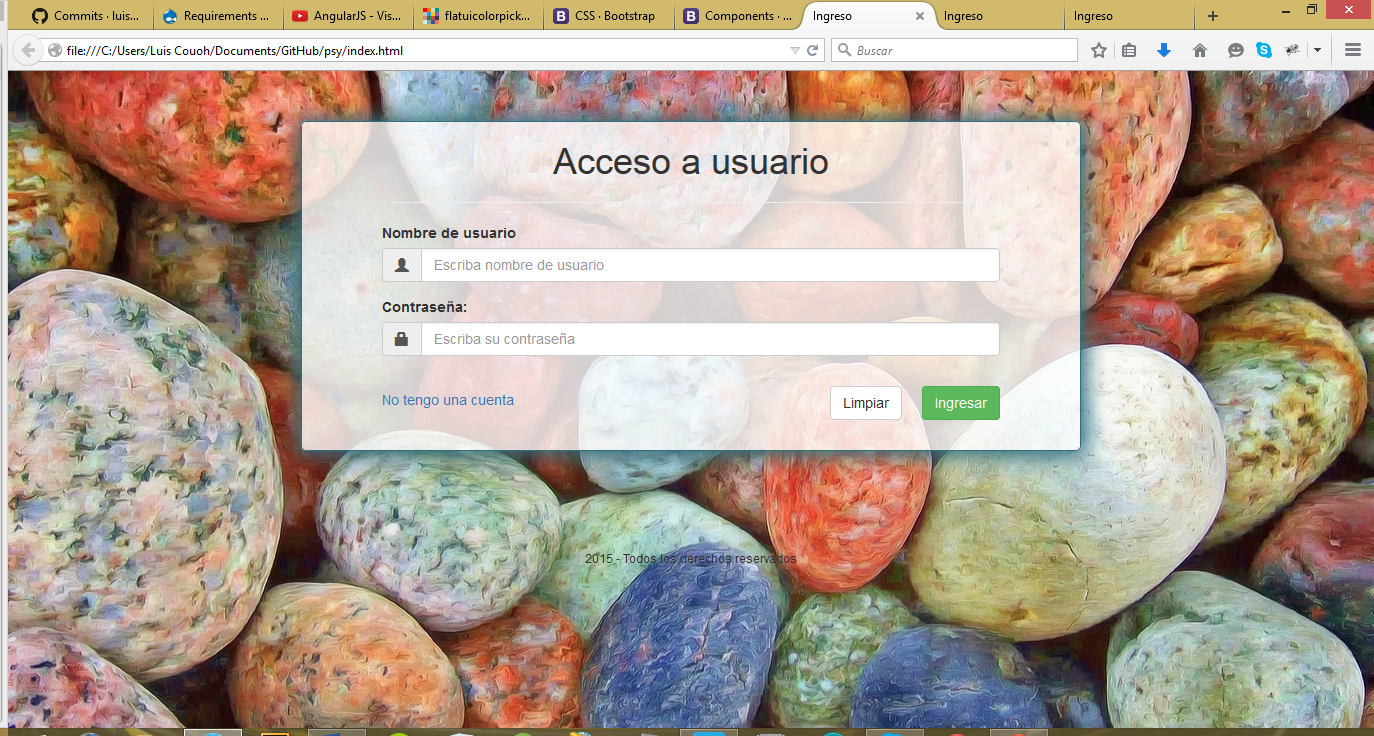 Commits · luis... Requirements ... AngularJS - Vis... flatuicolorpick... CSS · Bootstrap Components · ... Ingreso Ingreso Ingreso
file:///C:/Users/Luis Couoh/Documents/GitHub/psy/index.html Buscar
Acceso a usuario
Nombre de usuario
Escriba nombre de usuario
Contraseña:
Escriba su contraseña
No tengo una cuenta Limpiar Ingresar
2015 - Todos los derechos reservados